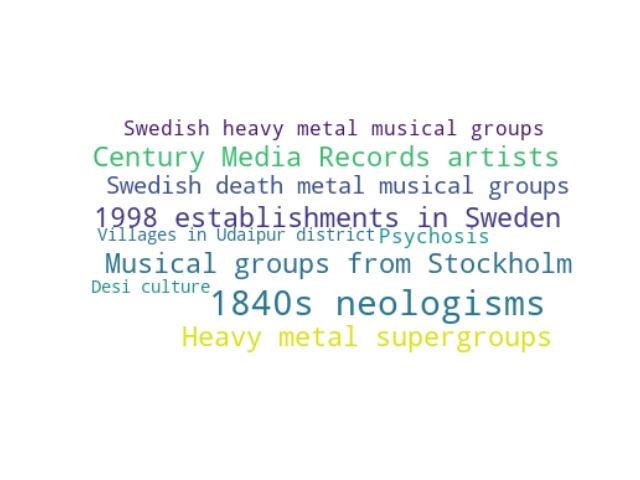 Swedish heavy metal musical groups
Century Media Records artists
Swedish death metal musical groups
1998 establishments in Sweden
Villages in Udaipur district Psychosis
Musical groups from Stockholm
Desi culture 1840s neologisms
Heavy metal supergroups